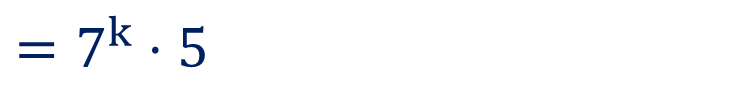 = 7ᵏ · 5